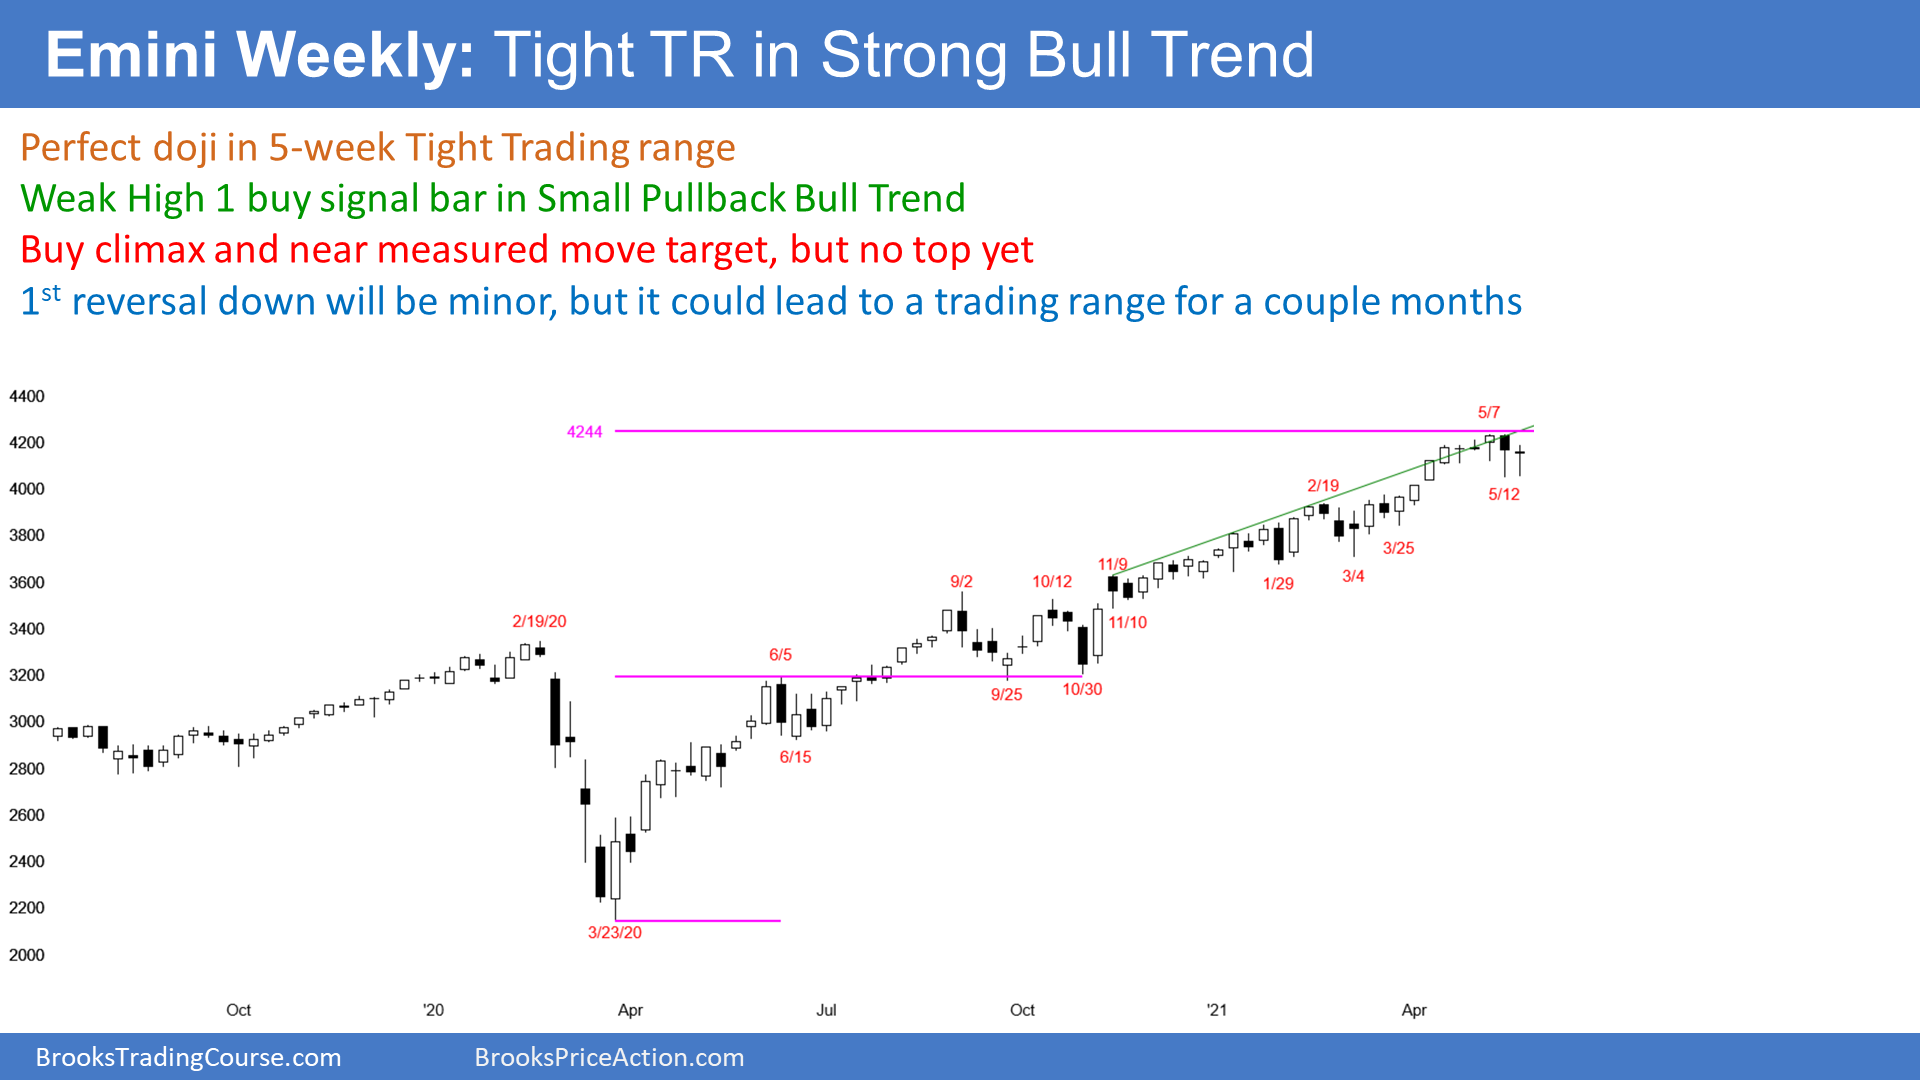 Emini Weekly: Tight TR in Strong Bull Trend
Perfect doji in 5-week Tight Trading range
Weak High 1 buy signal bar in Small Pullback Bull Trend
Buy climax and near measured move target, but no top yet
1st reversal down will be minor, but it could lead to a trading range for a couple months
4400
5/7
4244
4200
4000
2/19
5/12
3800
3/25
11/9
3600
9/2
10/12
1/29
3/4
3400
2/19/20
11/10
6/5
3200
9/25
10/30
3000
6/15
2800
2600
2400
2200
3/23/20
2000
Oct
'20
Apr
Jul
Oct
'21
Apr
BrooksTradingCourse.com
BrooksPriceAction.com